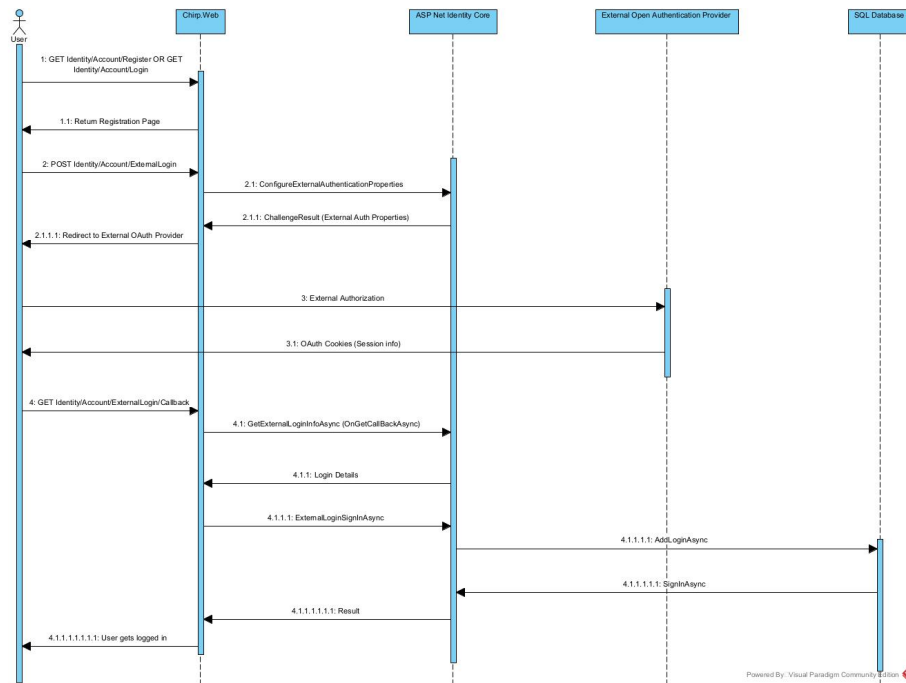 Chirp.Web
ASP Net Identity Core
External Open Authentication Provider
SQL Database
User
1: GET Identity/Account/Register OR GET
Identity/Account/Login
1.1: Return Registration Page
2: POST Identity/Account/ExternalLogin
2.1: ConfigureExternalAuthenticationProperties
2.1.1: ChallengeResult (External Auth Properties)
2.1.1.1: Redirect to External OAuth Provider
3: External Authorization
3.1: OAuth Cookies (Session info)
4: GET Identity/Account/ExternalLogin/Callback
4.1: GetExternalLoginInfoAsync (OnGetCallBackAsync)
4.1.1: Login Details
4.1.1.1: ExternalLoginSignInAsync
4.1.1.1.1: AddLoginAsync
4.1.1.1.1.1: SignInAsync
4.1.1.1.1.1.1: Result
4.1.1.1.1.1.1.1: User gets logged in
Powered By: Visual Paradigm Community Edition